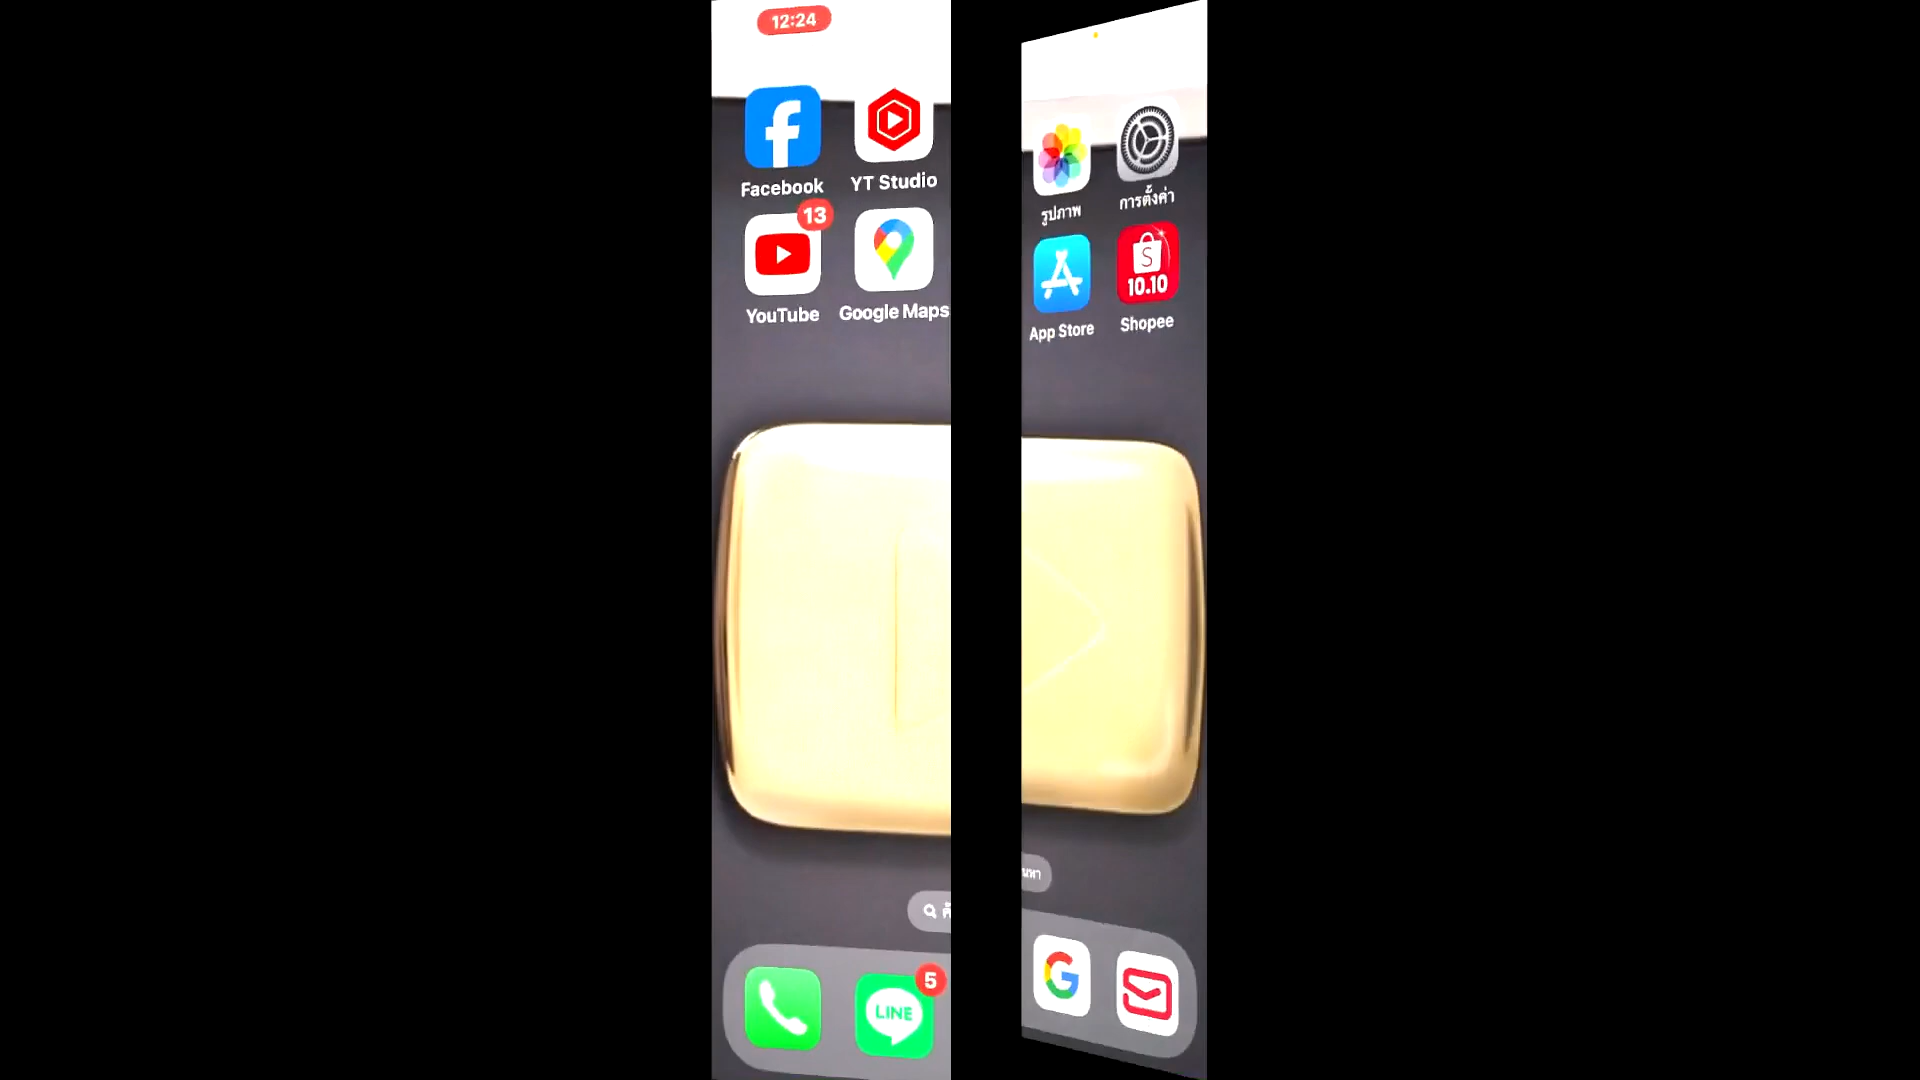 12:24
Facebook
YT Studio
รูปภาพ
การตั้งค่า
13
S
10.10
YouTube
Google Maps
App Store
Shopee
LINE
5